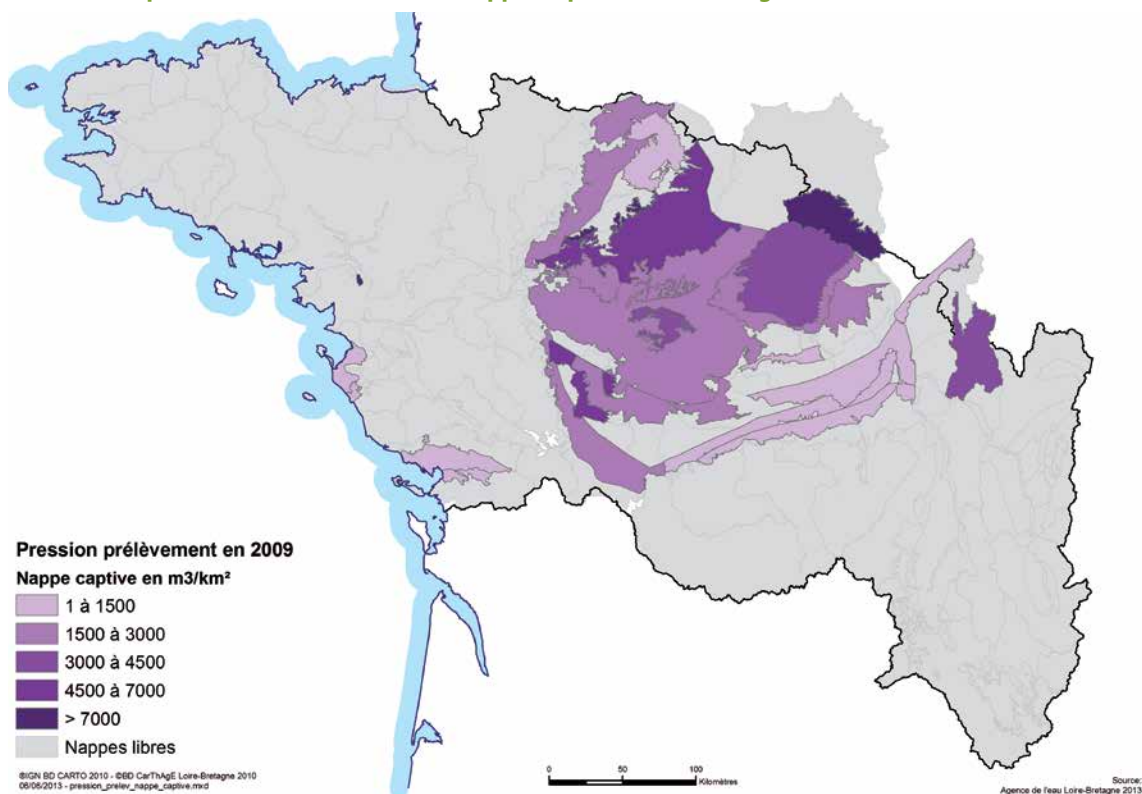 Pression prélèvement en 2009
Nappe captive en m3/km²
1 à 1500
1500 à 3000
3000 à 4500
4500 à 7000
> 7000
Nappes libres
©IGN BD CARTO 2010 - ©BD CarThAgE Loire-Bretagne 2010
06/06/2013 - pression_prelev_nappe_captive.mxd
0 50 100
Kilomètres
Source:
Agence de l'eau Loire-Bretagne 2013